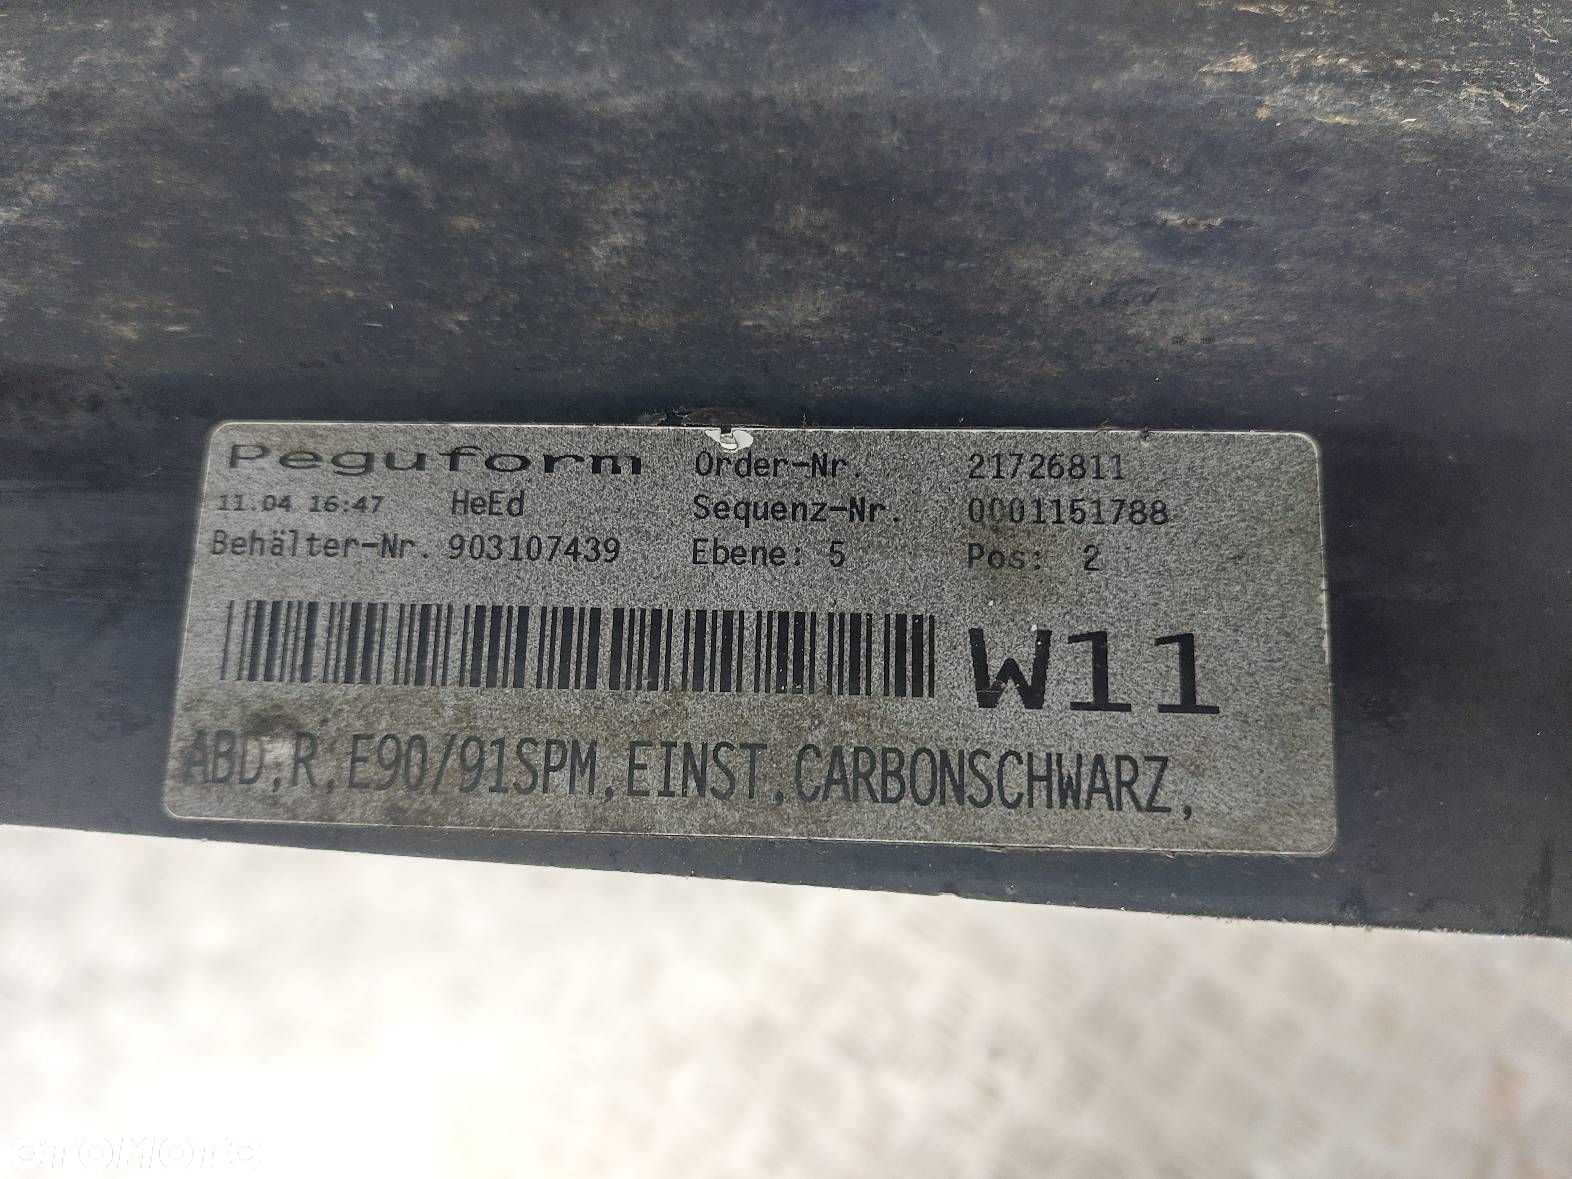 Peguform Order-Nr. 21726811
11.04 16:47 HeEd Sequenz-Nr. 0001151788
Behälter-Nr. 903107439 Ebene: 5 Pos: 2
W11
ABD,R,E90/91SPM,EINST,CARBONSCHWARZ,
OTOMOTO